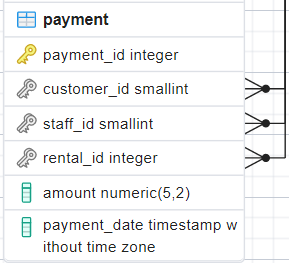 payment
payment_id integer
customer_id smallint
staff_id smallint
rental_id integer
amount numeric(5,2)
payment_date timestamp w
ithout time zone